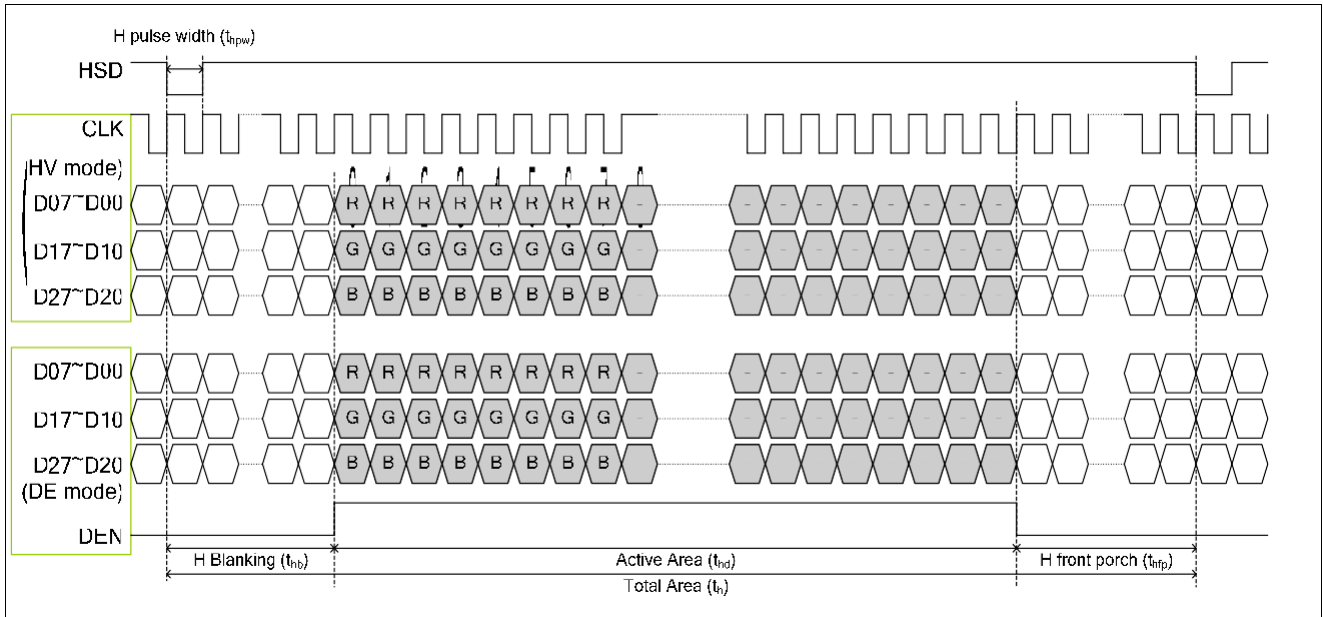 H pulse width (thpw)
HSD
CLK
(HV mode)
D07~D00 R R R R R R R R - - - - - - - - -
D17~D10 G G G G G G G G - - - - - - - - -
D27~D20 B B B B B B B B - - - - - - - - -
D07~D00 R R R R R R R R - - - - - - - - -
D17~D10 G G G G G G G G - - - - - - - - -
D27~D20 B B B B B B B B - - - - - - - - -
(DE mode)
DEN
H Blanking (thb) Active Area (thd) H front porch (thfp)
Total Area (th)